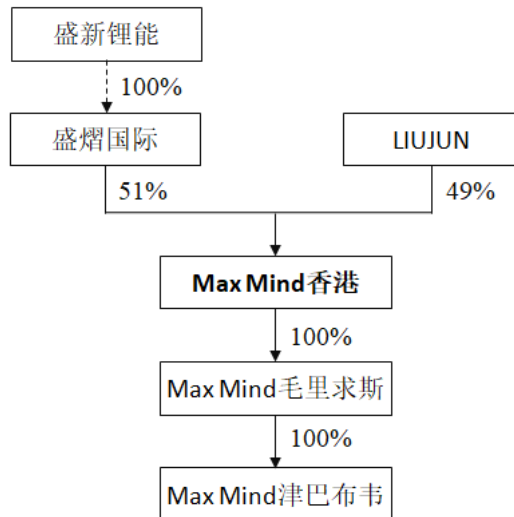 盛新锂能
100%
盛熠国际
LIUJUN
51%
49%
Max Mind香港
100%
Max Mind毛里求斯
100%
Max Mind津巴布韦